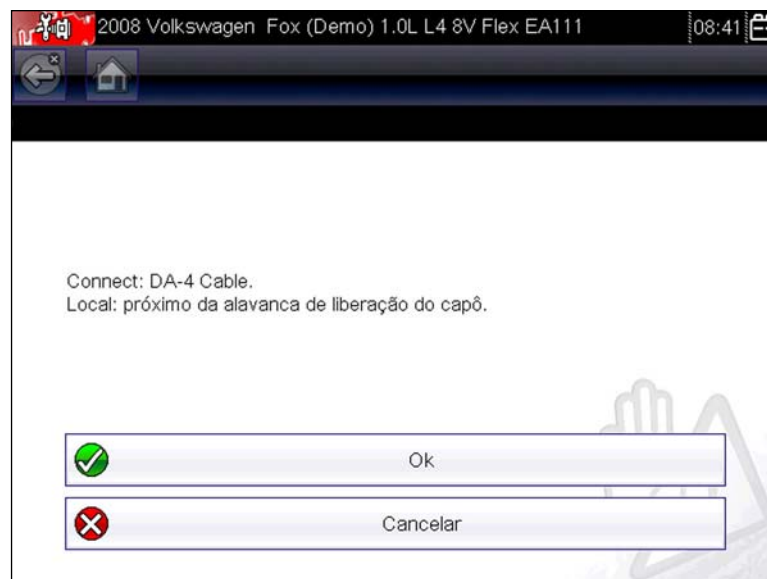 2008 Volkswagen Fox (Demo) 1.0L L4 8V Flex EA111 08:41
Connect: DA-4 Cable.
Local: próximo da alavanca de liberação do capô.
Ok
Cancelar